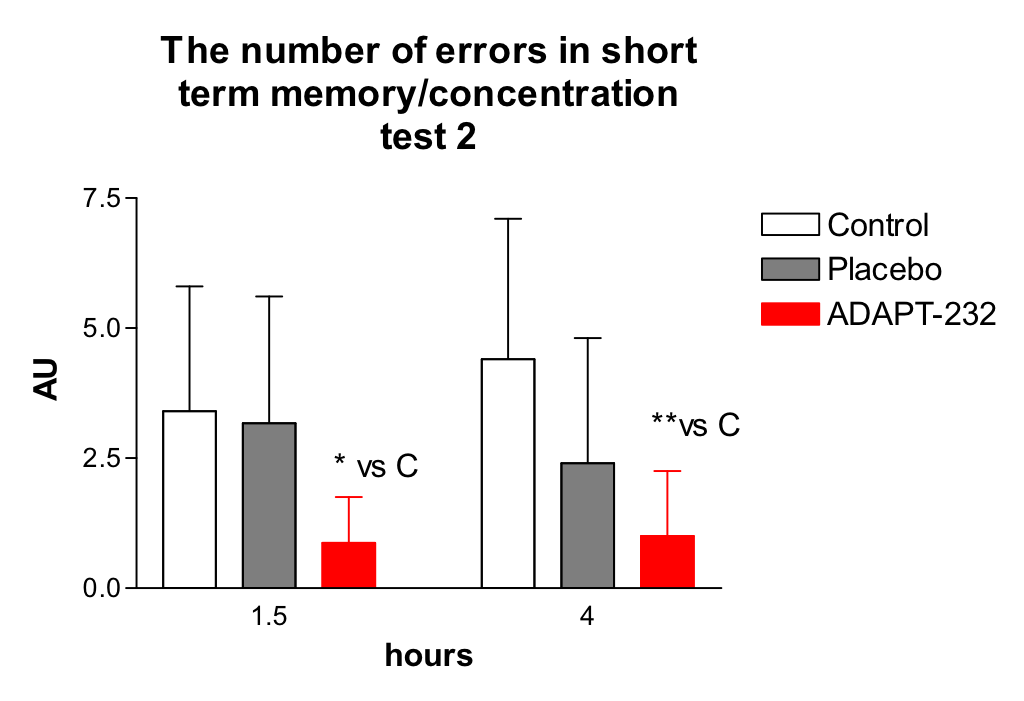 The number of errors in short
term memory/concentration
test 2
7.5
5.0
2.5
0.0
AU
* vs C
**vs C
1.5
4
hours
Control
Placebo
ADAPT-232